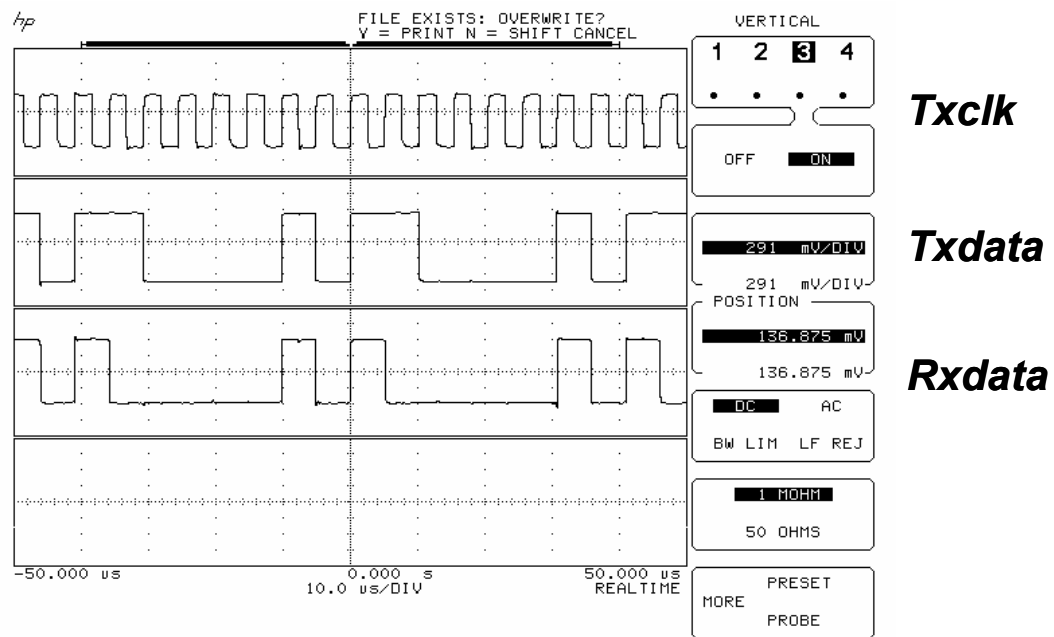 hp
FILE EXISTS: OVERWRITE?
Y = PRINT N = SHIFT CANCEL
VERTICAL
1 2 3 4
OFF ON
Txclk
291 mV/DIV
291 mV/DIV
Txdata
POSITION
136.875 mV
136.875 mV
Rxdata
DC AC
BW LIM LF REJ
1 MOHM
50 OHMS
-50.000 us 0.000 s 50.000 us
10.0 us/DIV REALTIME
PRESET
MORE
PROBE